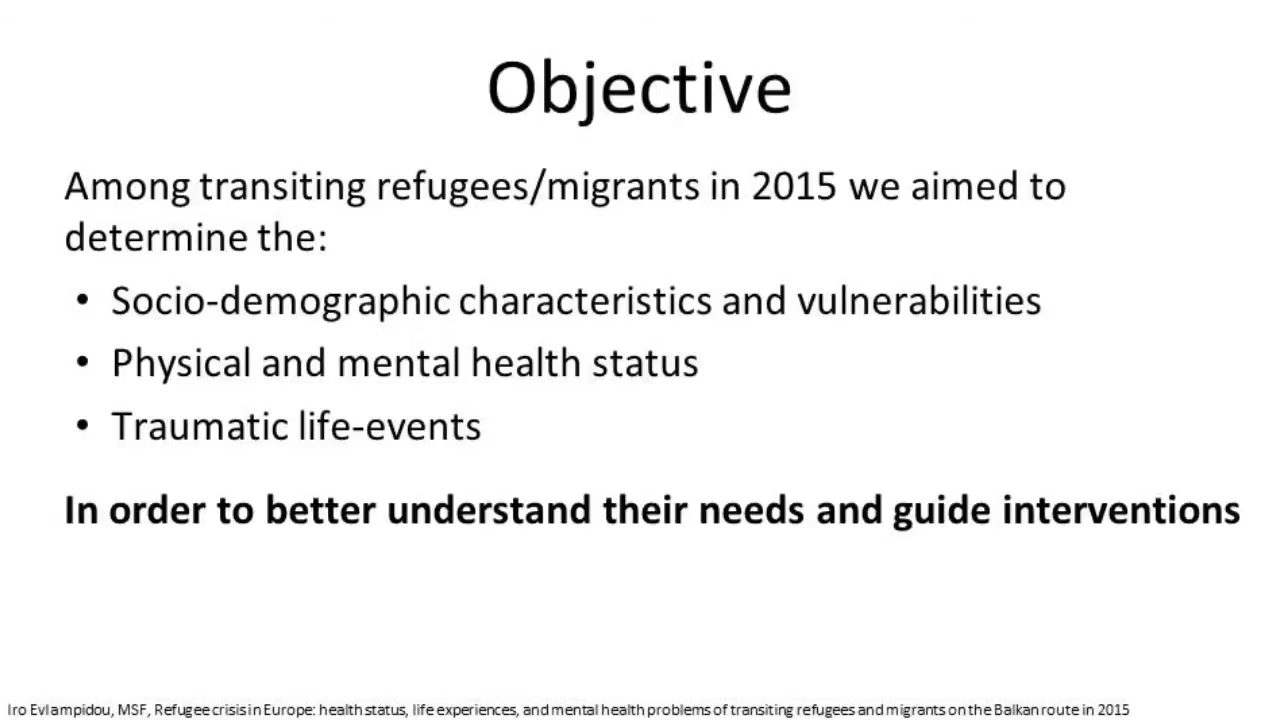 Objective
Among transiting refugees/migrants in 2015 we aimed to
determine the:
• Socio-demographic characteristics and vulnerabilities
• Physical and mental health status
• Traumatic life-events
In order to better understand their needs and guide interventions
Iro Evlampidou, MSF, Refugee crisis in Europe: health status, life experiences, and mental health problems of transiting refugees and migrants on the Balkan route in 2015